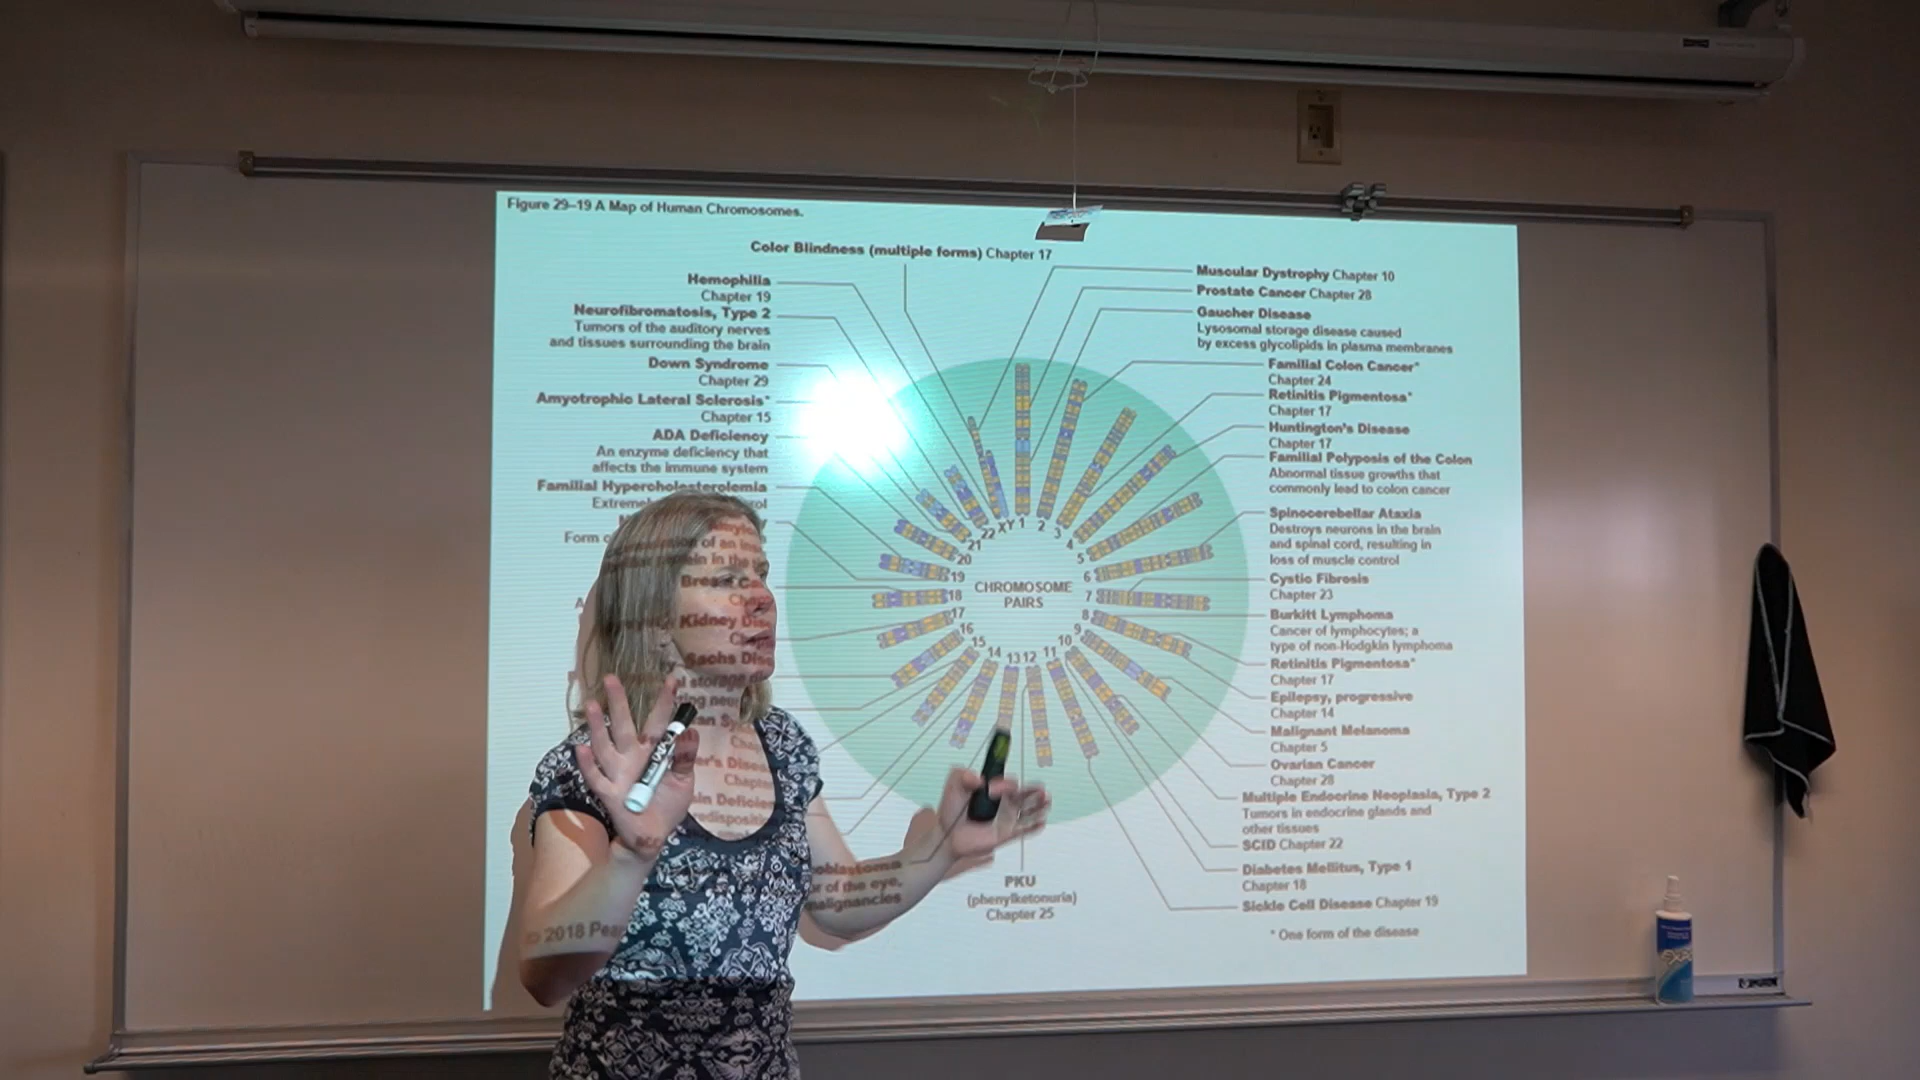 Figure 29–19 A Map of Human Chromosomes.
Color Blindness (multiple forms) Chapter 17
Hemophilia
Chapter 19
Neurofibromatosis, Type 2
Tumors of the auditory nerves
and tissues surrounding the brain
Down Syndrome
Chapter 29
Amyotrophic Lateral Sclerosis*
Chapter 15
ADA Deficiency
An enzyme deficiency that
affects the immune system
Familial Hypercholesterolemia
Form
Kidney
Sachs
storage
Chapter
of the eye,
malignancies
© 2018
Muscular Dystrophy Chapter 10
Prostate Cancer Chapter 28
Gaucher Disease
Lysosomal storage disease caused
by excess glycolipids in plasma membranes
Familial Colon Cancer*
Chapter 24
Retinitis Pigmentosa*
Chapter 17
Huntington's Disease
Chapter 17
Familial Polyposis of the Colon
Abnormal tissue growths that
commonly lead to colon cancer
Spinocerebellar Ataxia
Destroys neurons in the brain
and spinal cord, resulting in
loss of muscle control
Cystic Fibrosis
Chapter 23
Burkitt Lymphoma
Cancer of lymphocytes; a
type of non-Hodgkin lymphoma
Retinitis Pigmentosa*
Chapter 17
Epilepsy, progressive
Chapter 14
Malignant Melanoma
Chapter 5
Ovarian Cancer
Chapter 28
Multiple Endocrine Neoplasia, Type 2
Tumors in endocrine glands and
other tissues
SCID Chapter 22
Diabetes Mellitus, Type 1
Chapter 18
Sickle Cell Disease Chapter 19
* One form of the disease
PKU
(phenylketonuria)
Chapter 25
CHROMOSOME
PAIRS
XY 1 2 3 4 5 6 7 8 9 10 11 12 13 14 15 16 17 18 19 20 21 22
EXPO